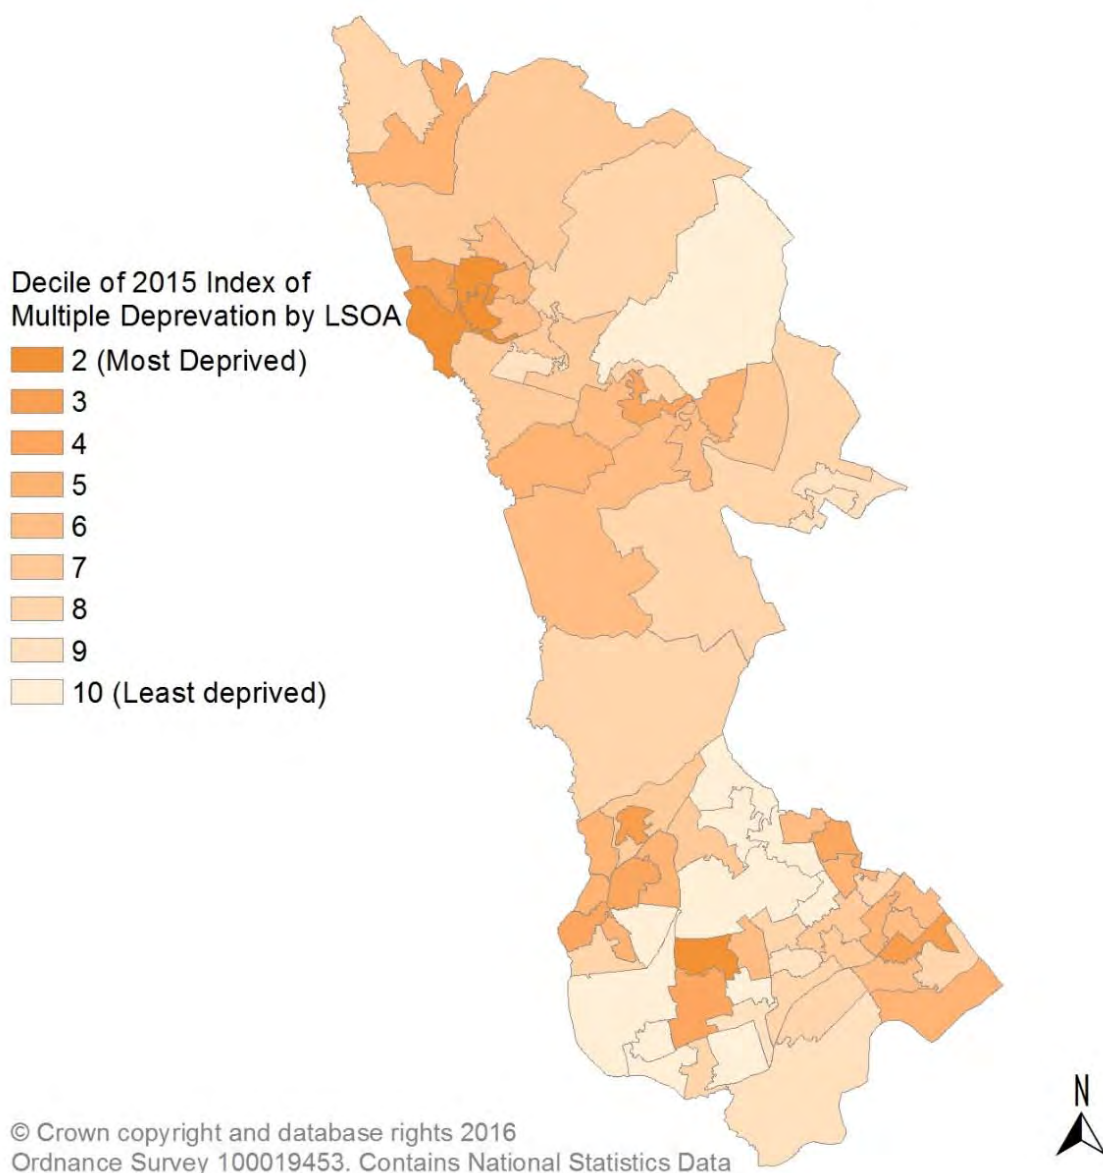 Decile of 2015 Index of
Multiple Deprevation by LSOA
2 (Most Deprived)
3
4
5
6
7
8
9
10 (Least deprived)
N
© Crown copyright and database rights 2016
Ordnance Survey 100019453. Contains National Statistics Data